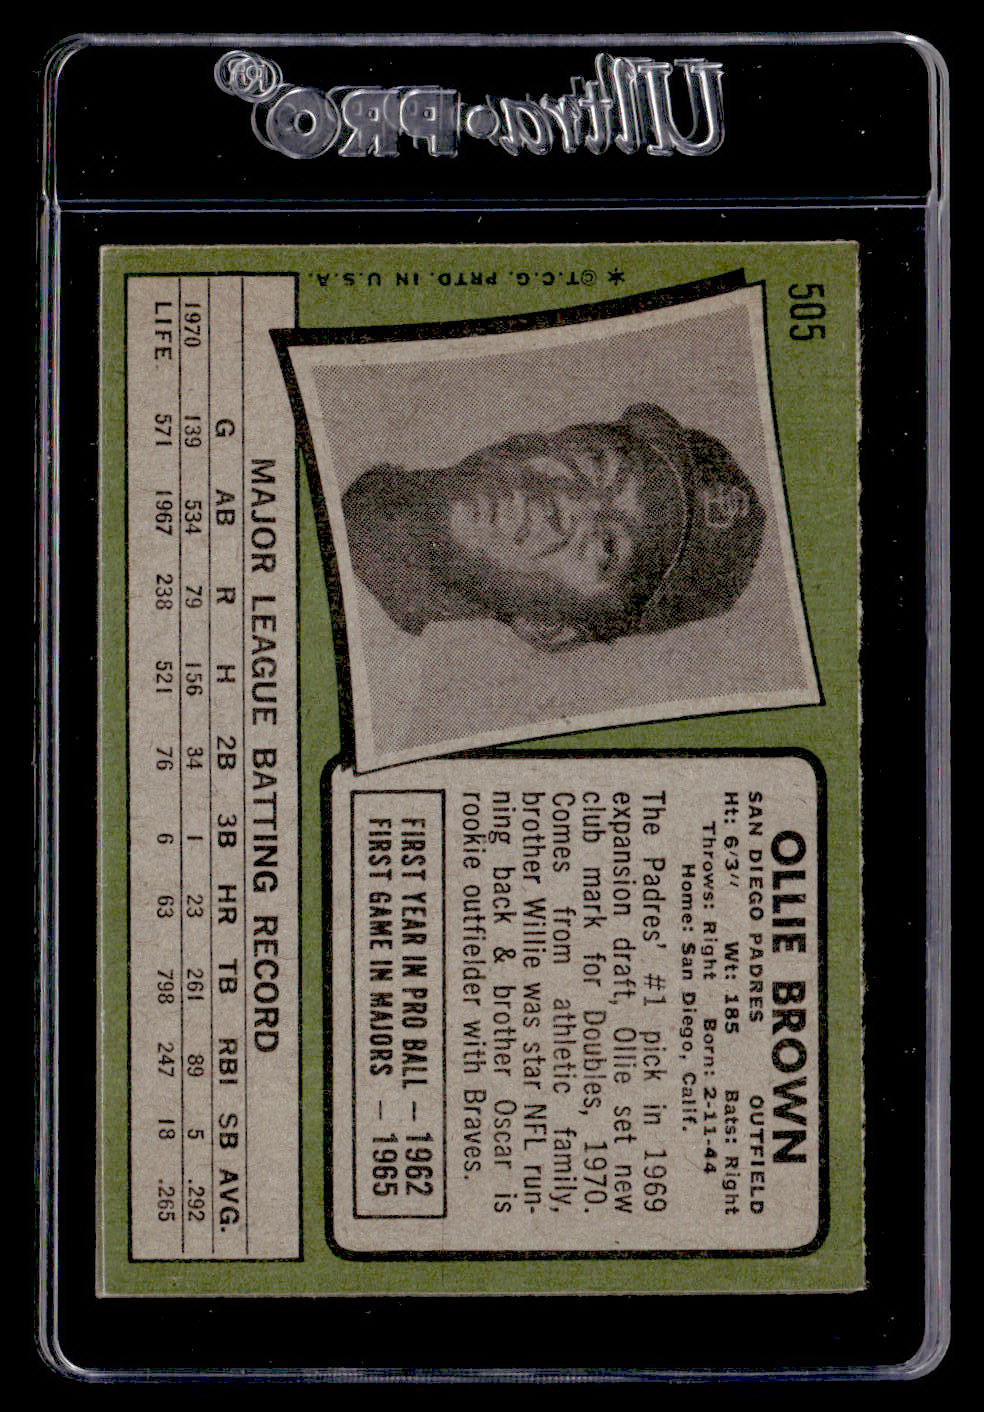 Ultra•PRO®
505
* ©T.C.G. PRTD. IN U.S.A.
OLLIE BROWN
SAN DIEGO PADRES OUTFIELD
Ht: 6'3" Wt: 185 Bats: Right
Throws: Right Born: 2-11-44
Home: San Diego, Calif.
The Padres' #1 pick in 1969
expansion draft, Ollie set new
club mark for Doubles, 1970.
Comes from athletic family,
brother Willie was star NFL run-
ning back & brother Oscar is
rookie outfielder with Braves.
FIRST YEAR IN PRO BALL — 1962
FIRST GAME IN MAJORS — 1965
MAJOR LEAGUE BATTING RECORD
G AB R H 2B 3B HR TB RBI SB AVG.
1970 139 534 79 156 34 1 23 261 89 5 .292
LIFE 571 1967 238 521 76 6 63 798 247 18 .265